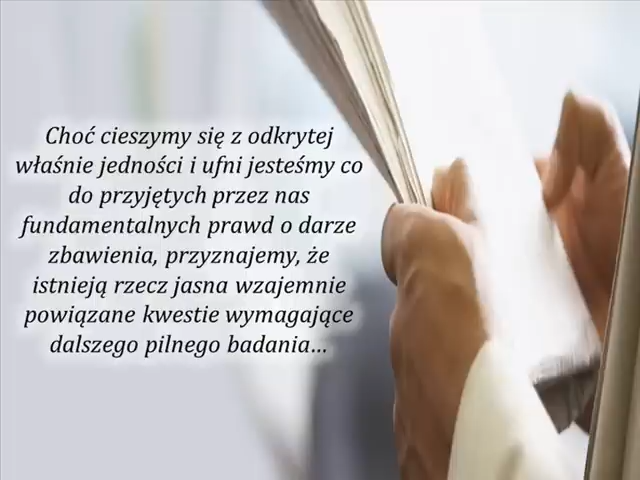 Choć cieszymy się z odkrytej
właśnie jedności i ufni jesteśmy co
do przyjętych przez nas
fundamentalnych prawd o darze
zbawienia, przyznajemy, że
istnieją rzecz jasna wzajemnie
powiązane kwestie wymagające
dalszego pilnego badania...